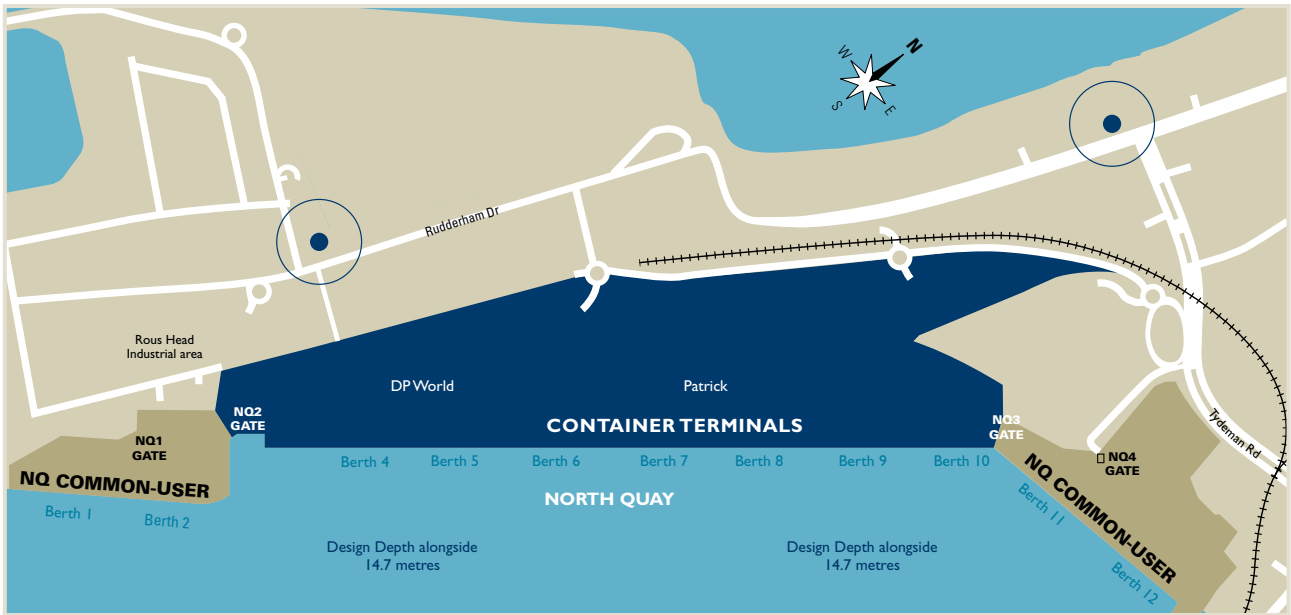 N
W
S
E
Rudderham Dr
Rous Head
Industrial area
DP World
Patrick
NQ2
GATE
CONTAINER TERMINALS
NQ3
GATE
Tydeman Rd
NQ1
GATE
NQ4
GATE
Berth 4
Berth 5
Berth 6
Berth 7
Berth 8
Berth 9
Berth 10
NQ COMMON-USER
NQ COMMON-USER
NORTH QUAY
Berth 1
Berth 2
Berth 11
Design Depth alongside
14.7 metres
Design Depth alongside
14.7 metres
Berth 12